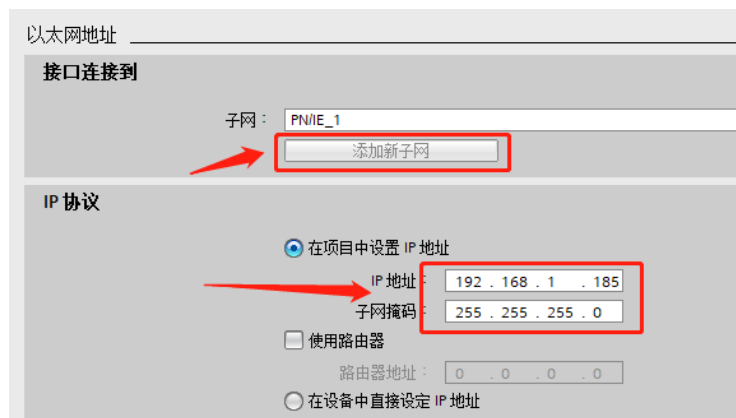 以太网地址
接口连接到
子网： PN/IE_1
添加新子网
IP 协议
在项目中设置 IP 地址
IP 地址： 192 . 168 . 1 . 185
子网掩码： 255 . 255 . 255 . 0
使用路由器
路由器地址： 0 . 0 . 0 . 0
在设备中直接设定 IP 地址